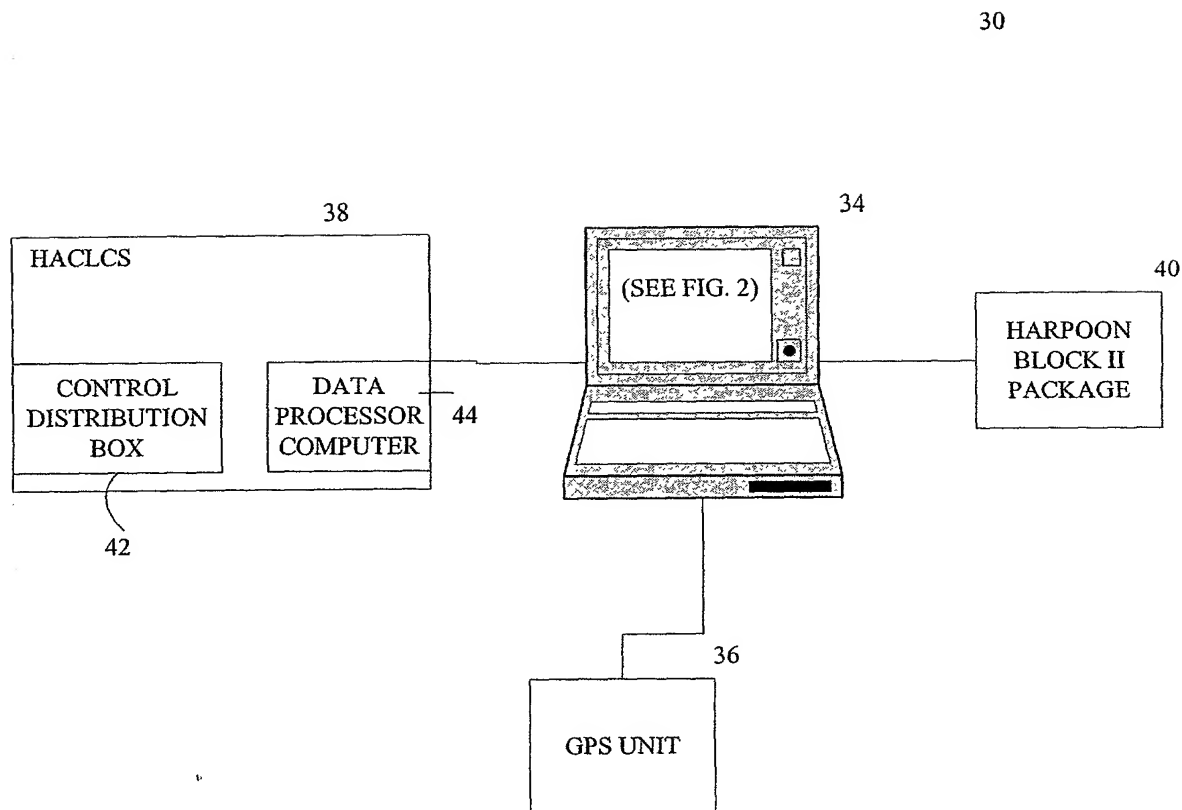 30
38
34
HACLCS
(SEE FIG. 2)
40
HARPOON
BLOCK II
PACKAGE
CONTROL
DISTRIBUTION
BOX
DATA
PROCESSOR
COMPUTER
44
42
36
GPS UNIT